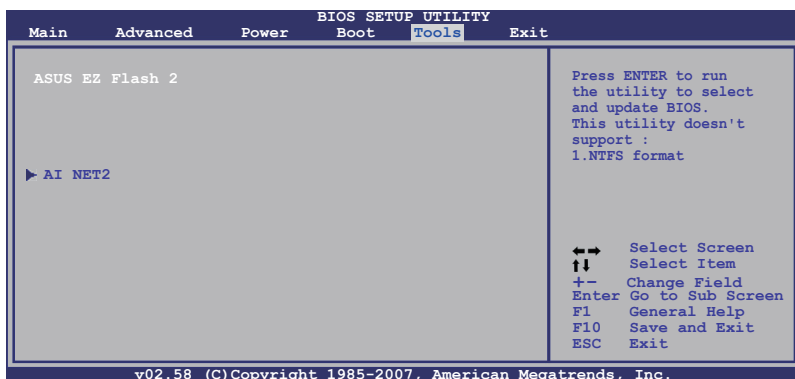 BIOS SETUP UTILITY
Main Advanced Power Boot Tools Exit
ASUS EZ Flash 2
AI NET2
Press ENTER to run
the utility to select
and update BIOS.
This utility doesn't
support :
1.NTFS format
←→ Select Screen
↑↓ Select Item
+- Change Field
Enter Go to Sub Screen
F1 General Help
F10 Save and Exit
ESC Exit
v02.58 (C)Copyright 1985-2007, American Megatrends, Inc.